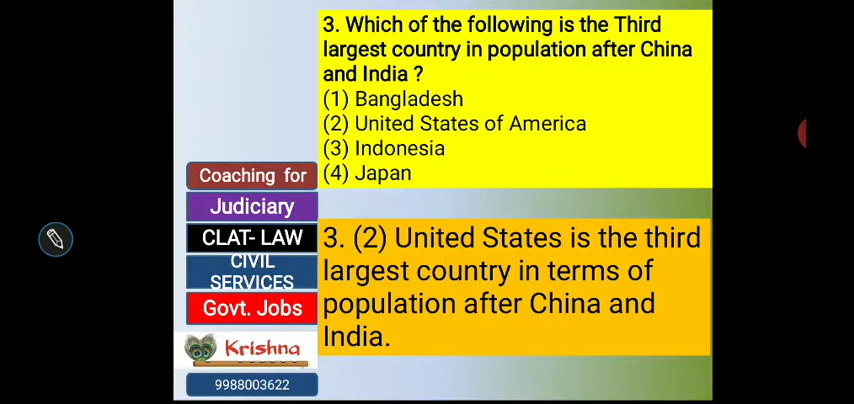 3. Which of the following is the Third
largest country in population after China
and India ?
(1) Bangladesh
(2) United States of America
(3) Indonesia
(4) Japan
Coaching for
Judiciary
CLAT- LAW
CIVIL
SERVICES
Govt. Jobs
Krishna
9988003622
3. (2) United States is the third
largest country in terms of
population after China and
India.